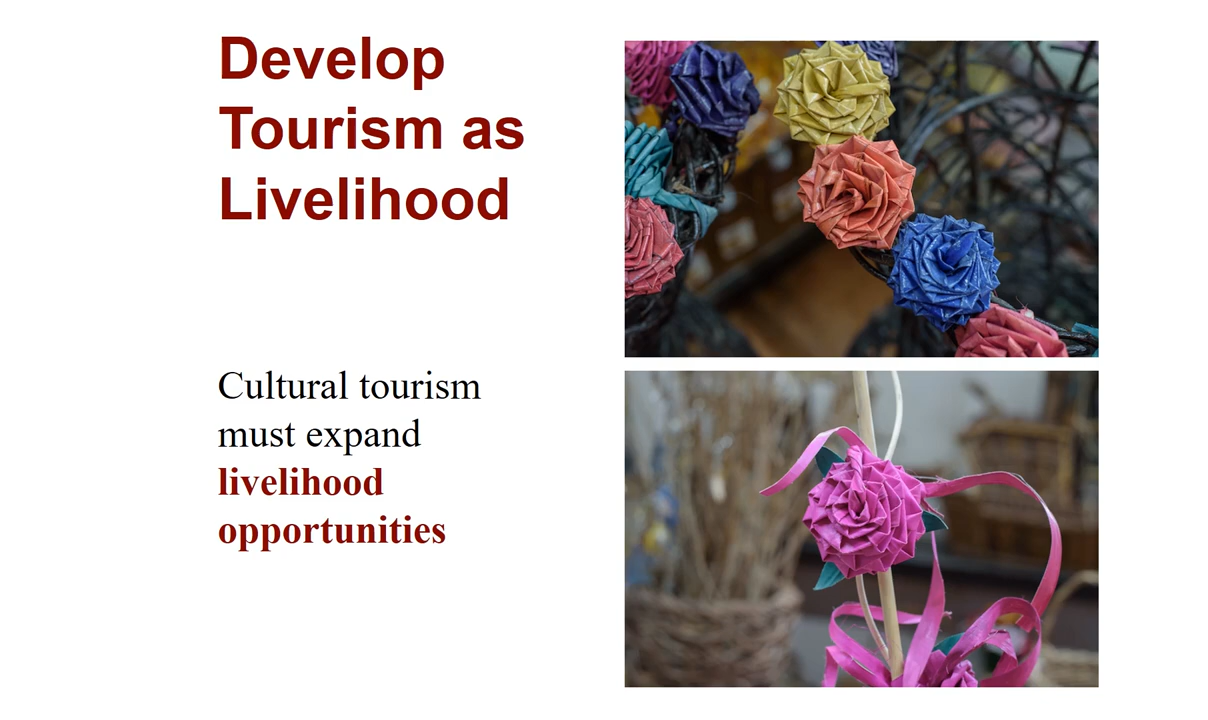 Develop
Tourism as
Livelihood
Cultural tourism
must expand
livelihood
opportunities